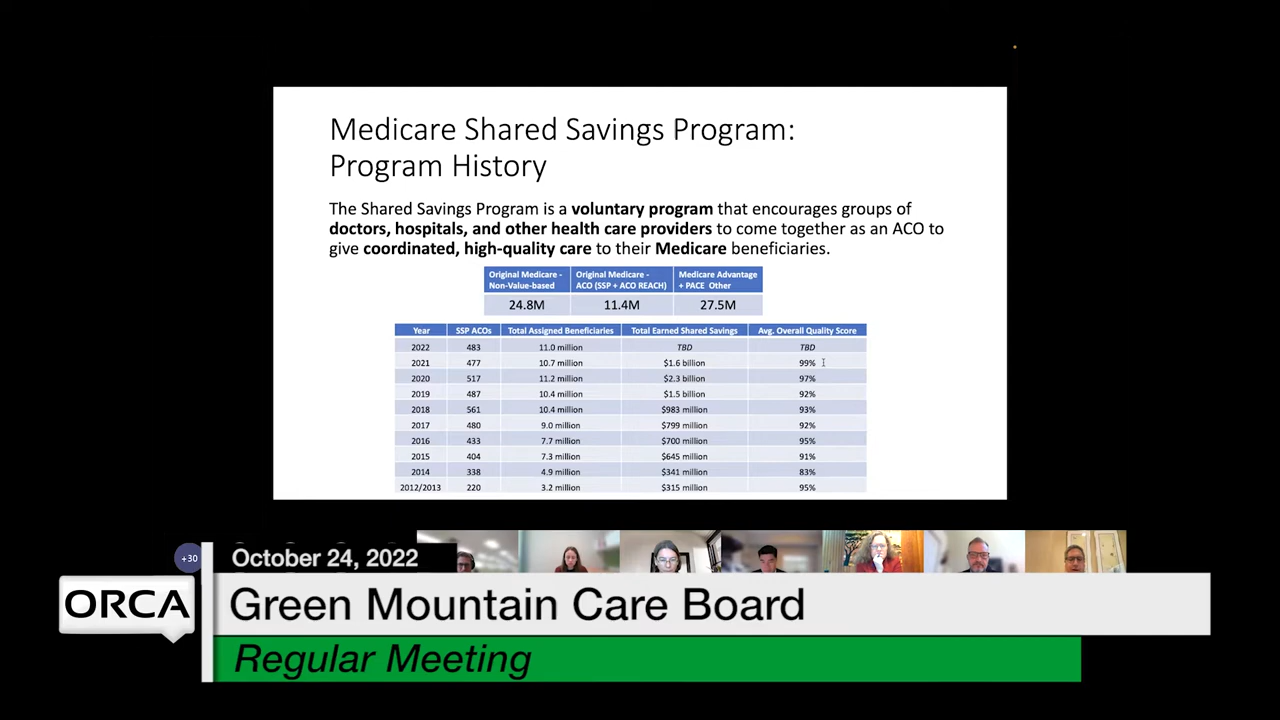 Medicare Shared Savings Program:
Program History
The Shared Savings Program is a voluntary program that encourages groups of
doctors, hospitals, and other health care providers to come together as an ACO to
give coordinated, high-quality care to their Medicare beneficiaries.
Original Medicare - Non-Value-based Original Medicare - ACO (SSP + ACO REACH) Medicare Advantage + PACE Other
24.8M 11.4M 27.5M
Year SSP ACOs Total Assigned Beneficiaries Total Earned Shared Savings Avg. Overall Quality Score
2022 483 11.0 million TBD TBD
2021 477 10.7 million $1.6 billion 99%
2020 517 11.2 million $2.3 billion 97%
2019 487 10.4 million $1.5 billion 92%
2018 561 10.4 million $983 million 93%
2017 480 9.0 million $799 million 92%
2016 433 7.7 million $700 million 95%
2015 404 7.3 million $645 million 91%
2014 338 4.9 million $341 million 83%
2012/2013 220 3.2 million $315 million 95%
+30
October 24, 2022
ORCA
Green Mountain Care Board
Regular Meeting